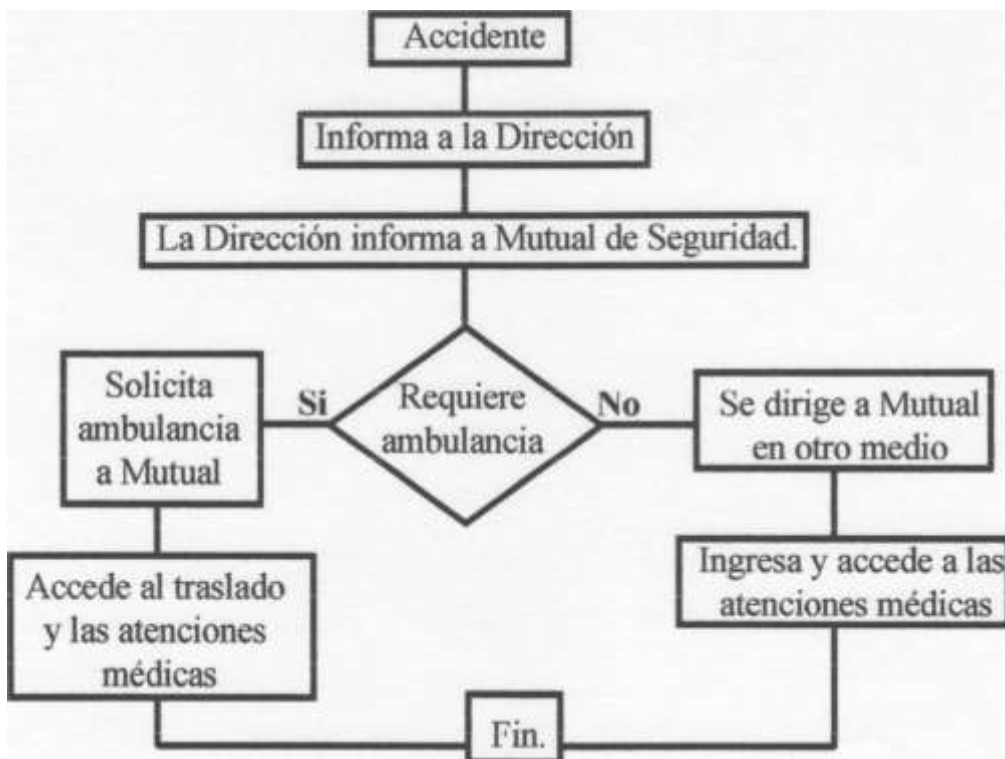 Accidente
Informa a la Dirección
La Dirección informa a Mutual de Seguridad.
Solicita
ambulancia
a Mutual
Si
Requiere
ambulancia
No
Se dirige a Mutual
en otro medio
Accede al traslado
y las atenciones
médicas
Ingresa y accede a las
atenciones médicas
Fin.